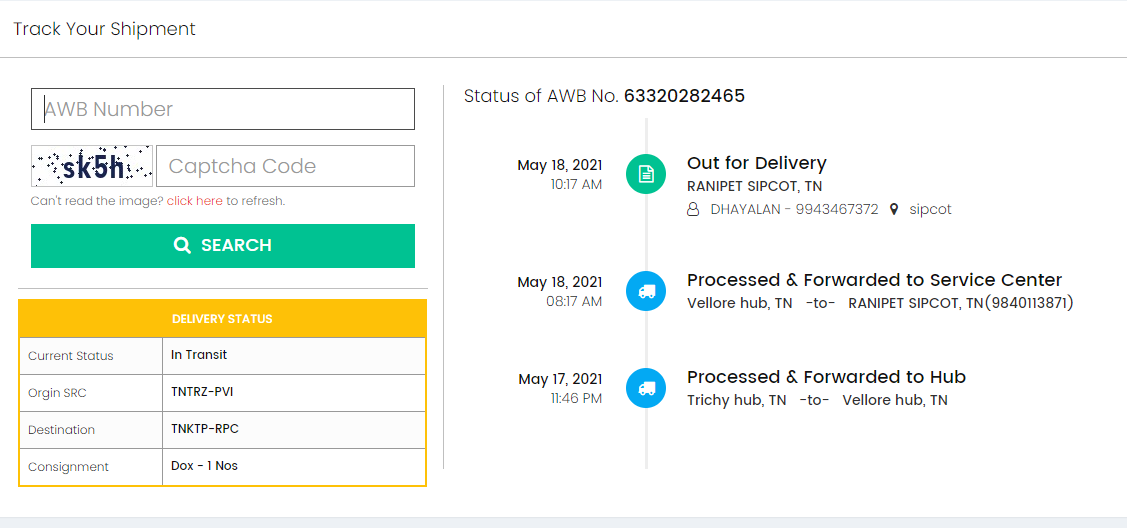 Track Your Shipment
AWB Number
sk5h
Captcha Code
Can't read the image? click here to refresh.
SEARCH
DELIVERY STATUS
Current Status In Transit
Orgin SRC TNTRZ-PVI
Destination TNKTP-RPC
Consignment Dox - 1 Nos
Status of AWB No. 63320282465
May 18, 2021
10:17 AM
Out for Delivery
RANIPET SIPCOT, TN
DHAYALAN - 9943467372 sipcot
May 18, 2021
08:17 AM
Processed & Forwarded to Service Center
Vellore hub, TN -to- RANIPET SIPCOT, TN(9840113871)
May 17, 2021
11:46 PM
Processed & Forwarded to Hub
Trichy hub, TN -to- Vellore hub, TN